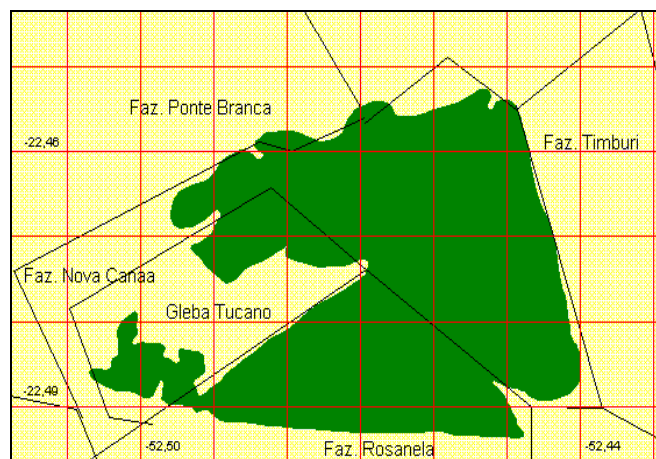 Faz. Ponte Branca
-22,46
Faz. Timburi
Faz. Nova Canaa
Gleba Tucano
-22,49
-52,50
Faz. Rosanela
-52,44